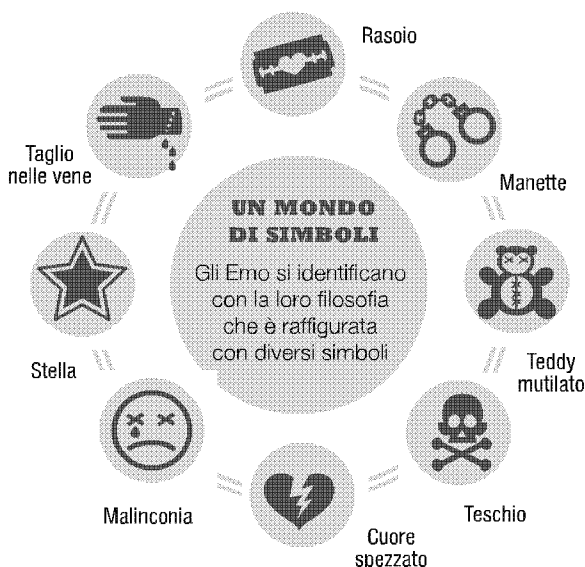 Rasoio
Manette
Teddy
mutilato
Teschio
Cuore
spezzato
Malinconia
Stella
Taglio
nelle vene
UN MONDO
DI SIMBOLI
Gli Emo si identificano
con la loro filosofia
che è raffigurata
con diversi simboli